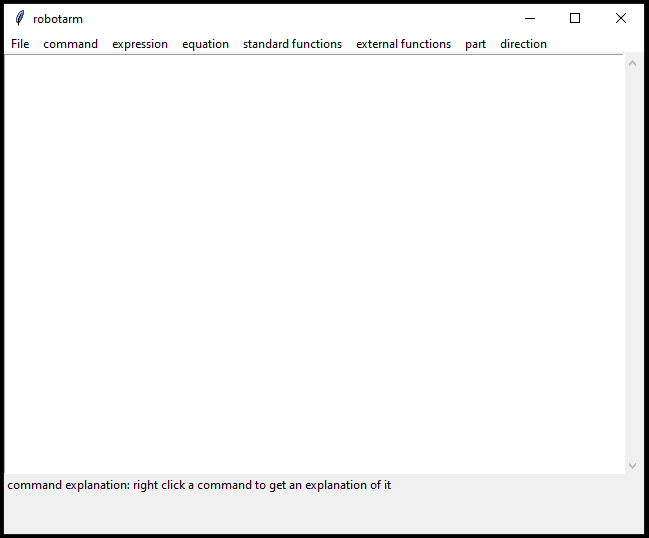 robotarm
File command expression equation standard functions external functions part direction
command explanation: right click a command to get an explanation of it